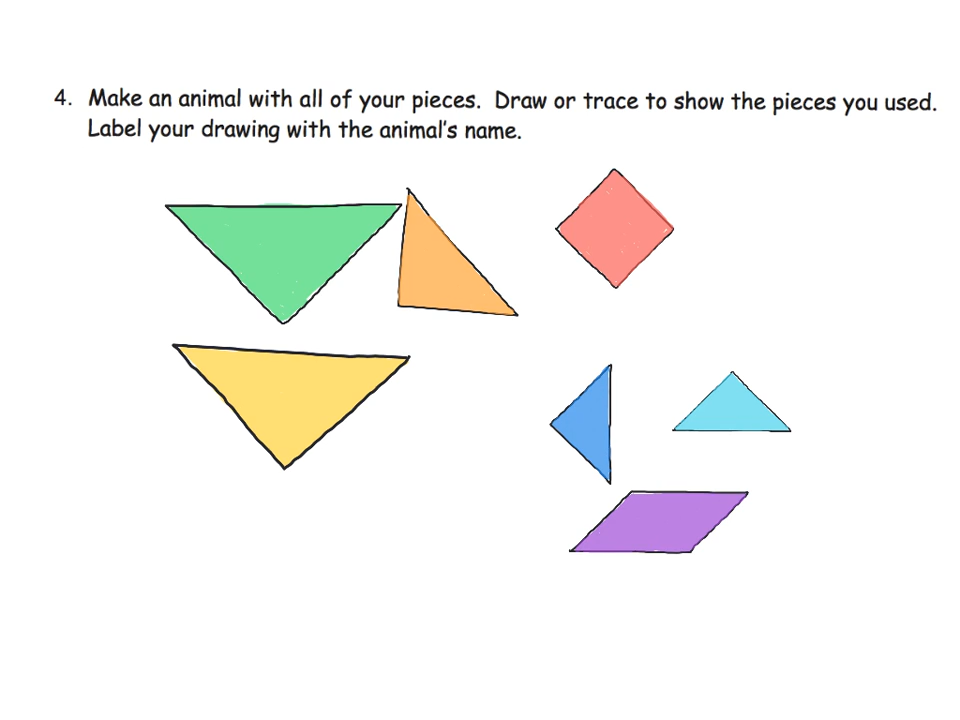 4. Make an animal with all of your pieces. Draw or trace to show the pieces you used.
Label your drawing with the animal's name.